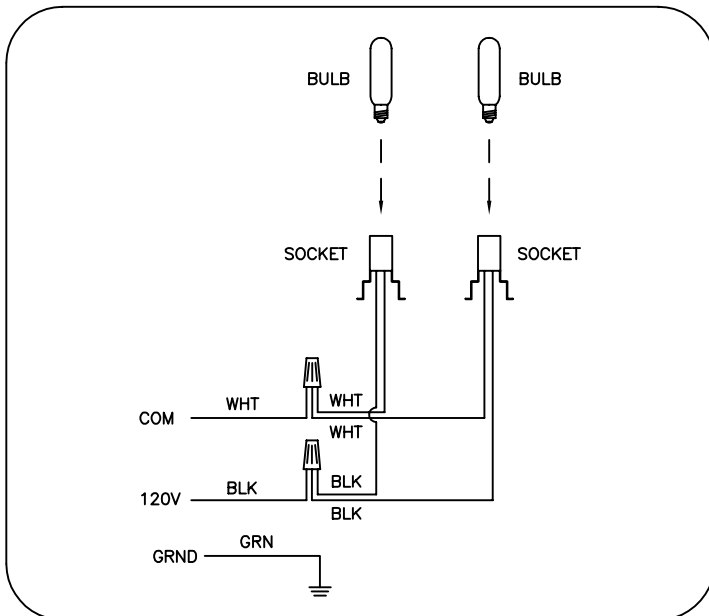 BULB
BULB
SOCKET
SOCKET
WHT
WHT
COM
WHT
BLK
BLK
120V
BLK
GRN
GRND